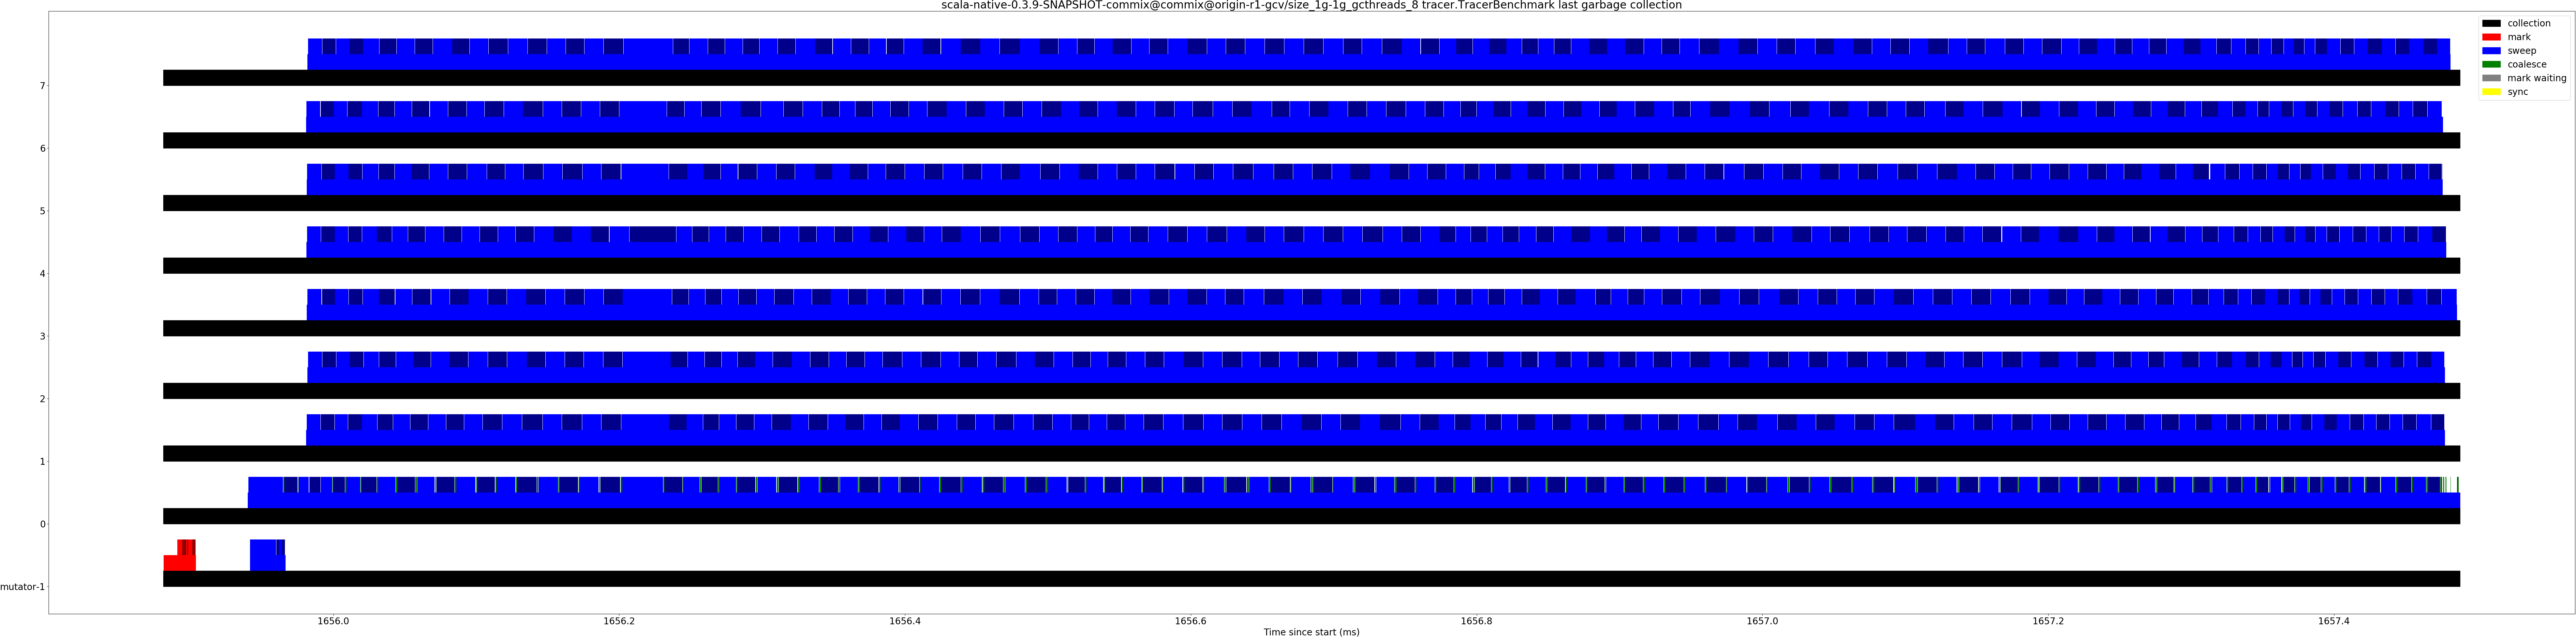 scala-native-0.3.9-SNAPSHOT-commix@commix@origin-r1-gcv/size_1g-1g_gcthreads_8 tracer.TracerBenchmark last garbage collection
collection
mark
sweep
coalesce
mark waiting
sync
7
6
5
4
3
2
1
0
mutator-1
1656.0 1656.2 1656.4 1656.6 1656.8 1657.0 1657.2 1657.4
Time since start (ms)